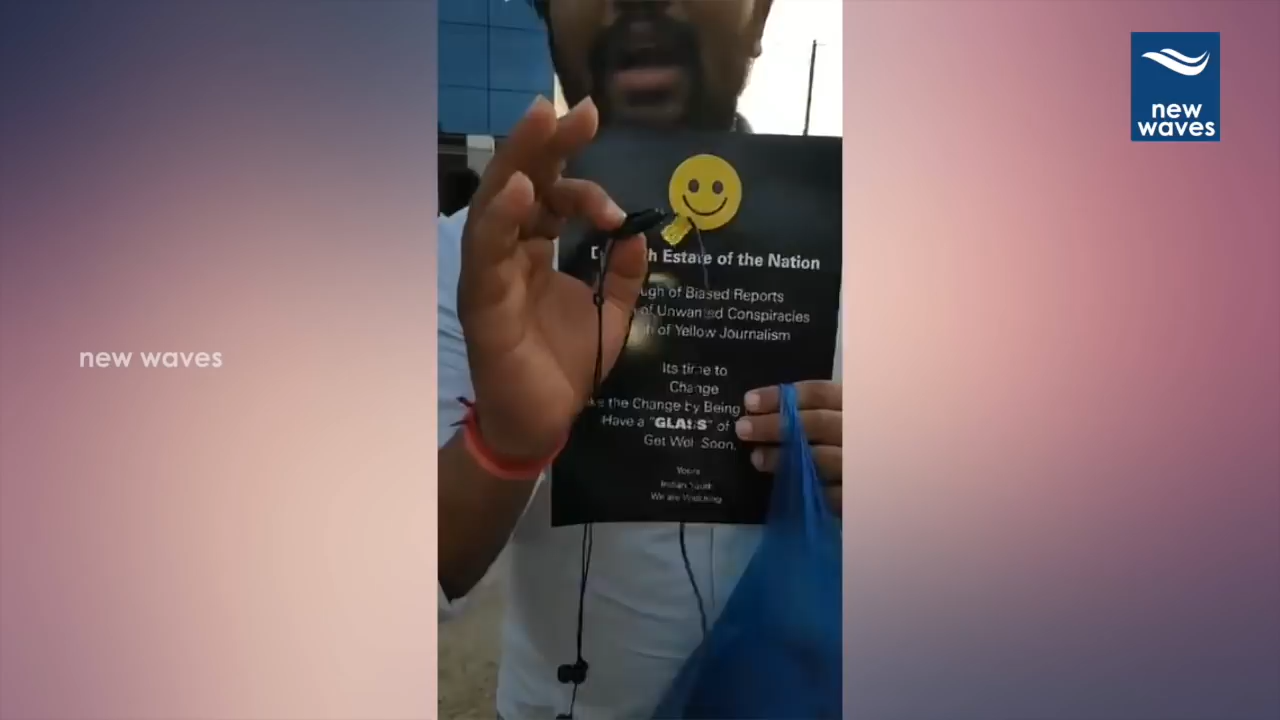 new
waves
new waves
Estate of the Nation
of Biased Reports
of Unwanted Conspiracies
of Yellow Journalism
Its time to
Change
the Change by Being
Have a "GLASS" of
Get Well Soon.
Yours
Indian Youth
We are Watching